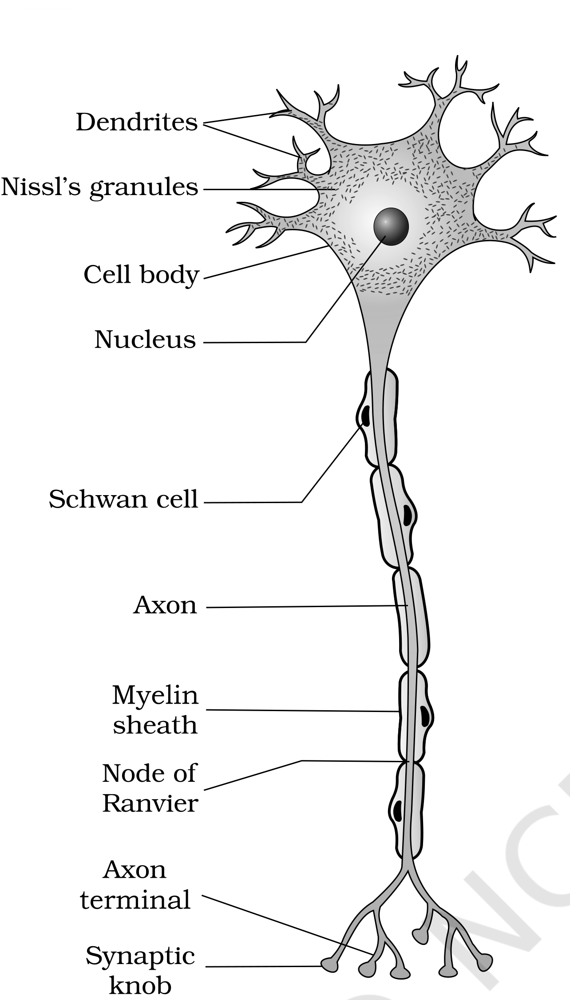 Dendrites
Nissl's granules
Cell body
Nucleus
Schwan cell
Axon
Myelin
sheath
Node of
Ranvier
Axon
terminal
Synaptic
knob